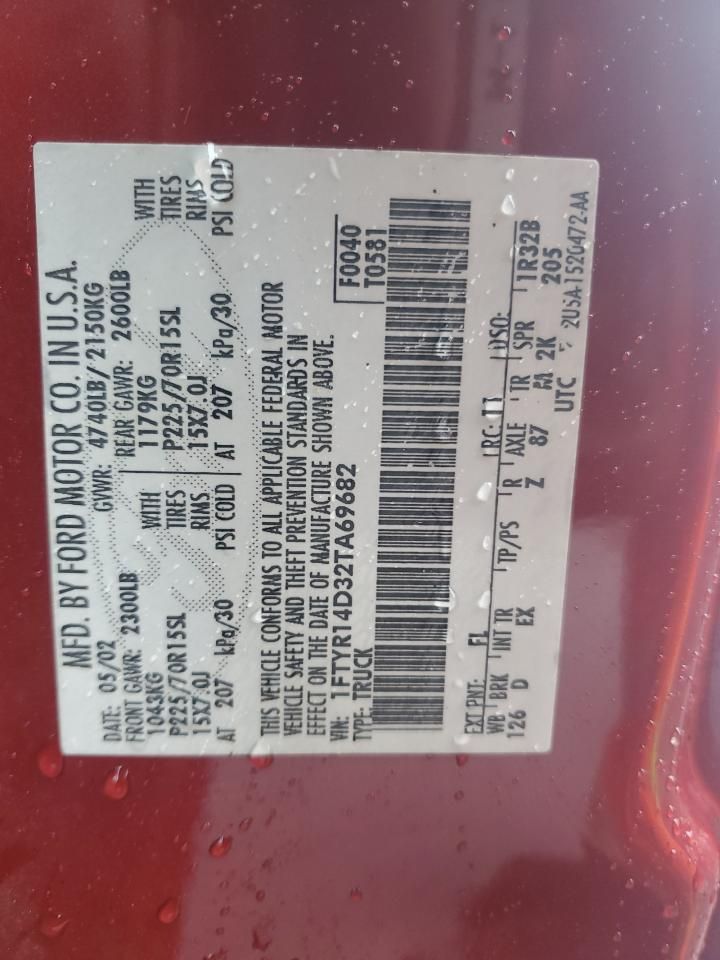 MFD. BY FORD MOTOR CO. IN U.S.A.
DATE: 05/02 GVWR: 4740LB/ 2150KG
FRONT GAWR: 2300LB REAR GAWR: 2600LB
1043KG WITH 1179KG WITH
P225/70R15SL TIRES P225/70R15SL TIRES
15X7.0J RIMS 15X7.0J RIMS
AT 207 kPa/30 PSI COLD AT 207 kPa/30 PSI COLD
THIS VEHICLE CONFORMS TO ALL APPLICABLE FEDERAL MOTOR
VEHICLE SAFETY AND THEFT PREVENTION STANDARDS IN
EFFECT ON THE DATE OF MANUFACTURE SHOWN ABOVE.
VIN: 1FTYR14D32TA69682 F0040
TYPE: TRUCK T0581
EXT PNT: FL RC: 11 DSO:
WB BRK INT TR TP/PS R AXLE TR SPR 1R32B
126 D EX Z 87 M 2K 205
UTC 2U5A-1520472-AA